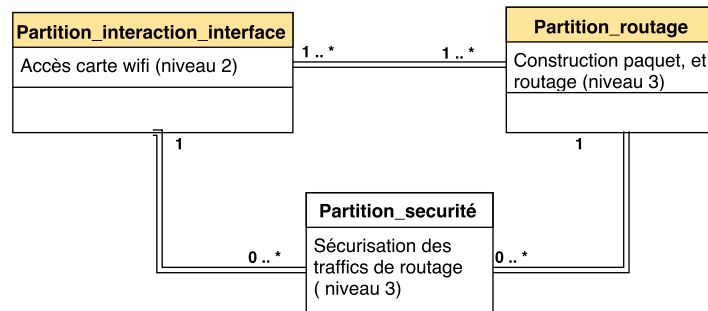 Partition_interaction_interface
Accès carte wifi (niveau 2)
1 .. *
1 .. *
Partition_routage
Construction paquet, et
routage (niveau 3)
1
1
Partition_securité
Sécurisation des
traffics de routage
( niveau 3)
0 .. *
0 .. *